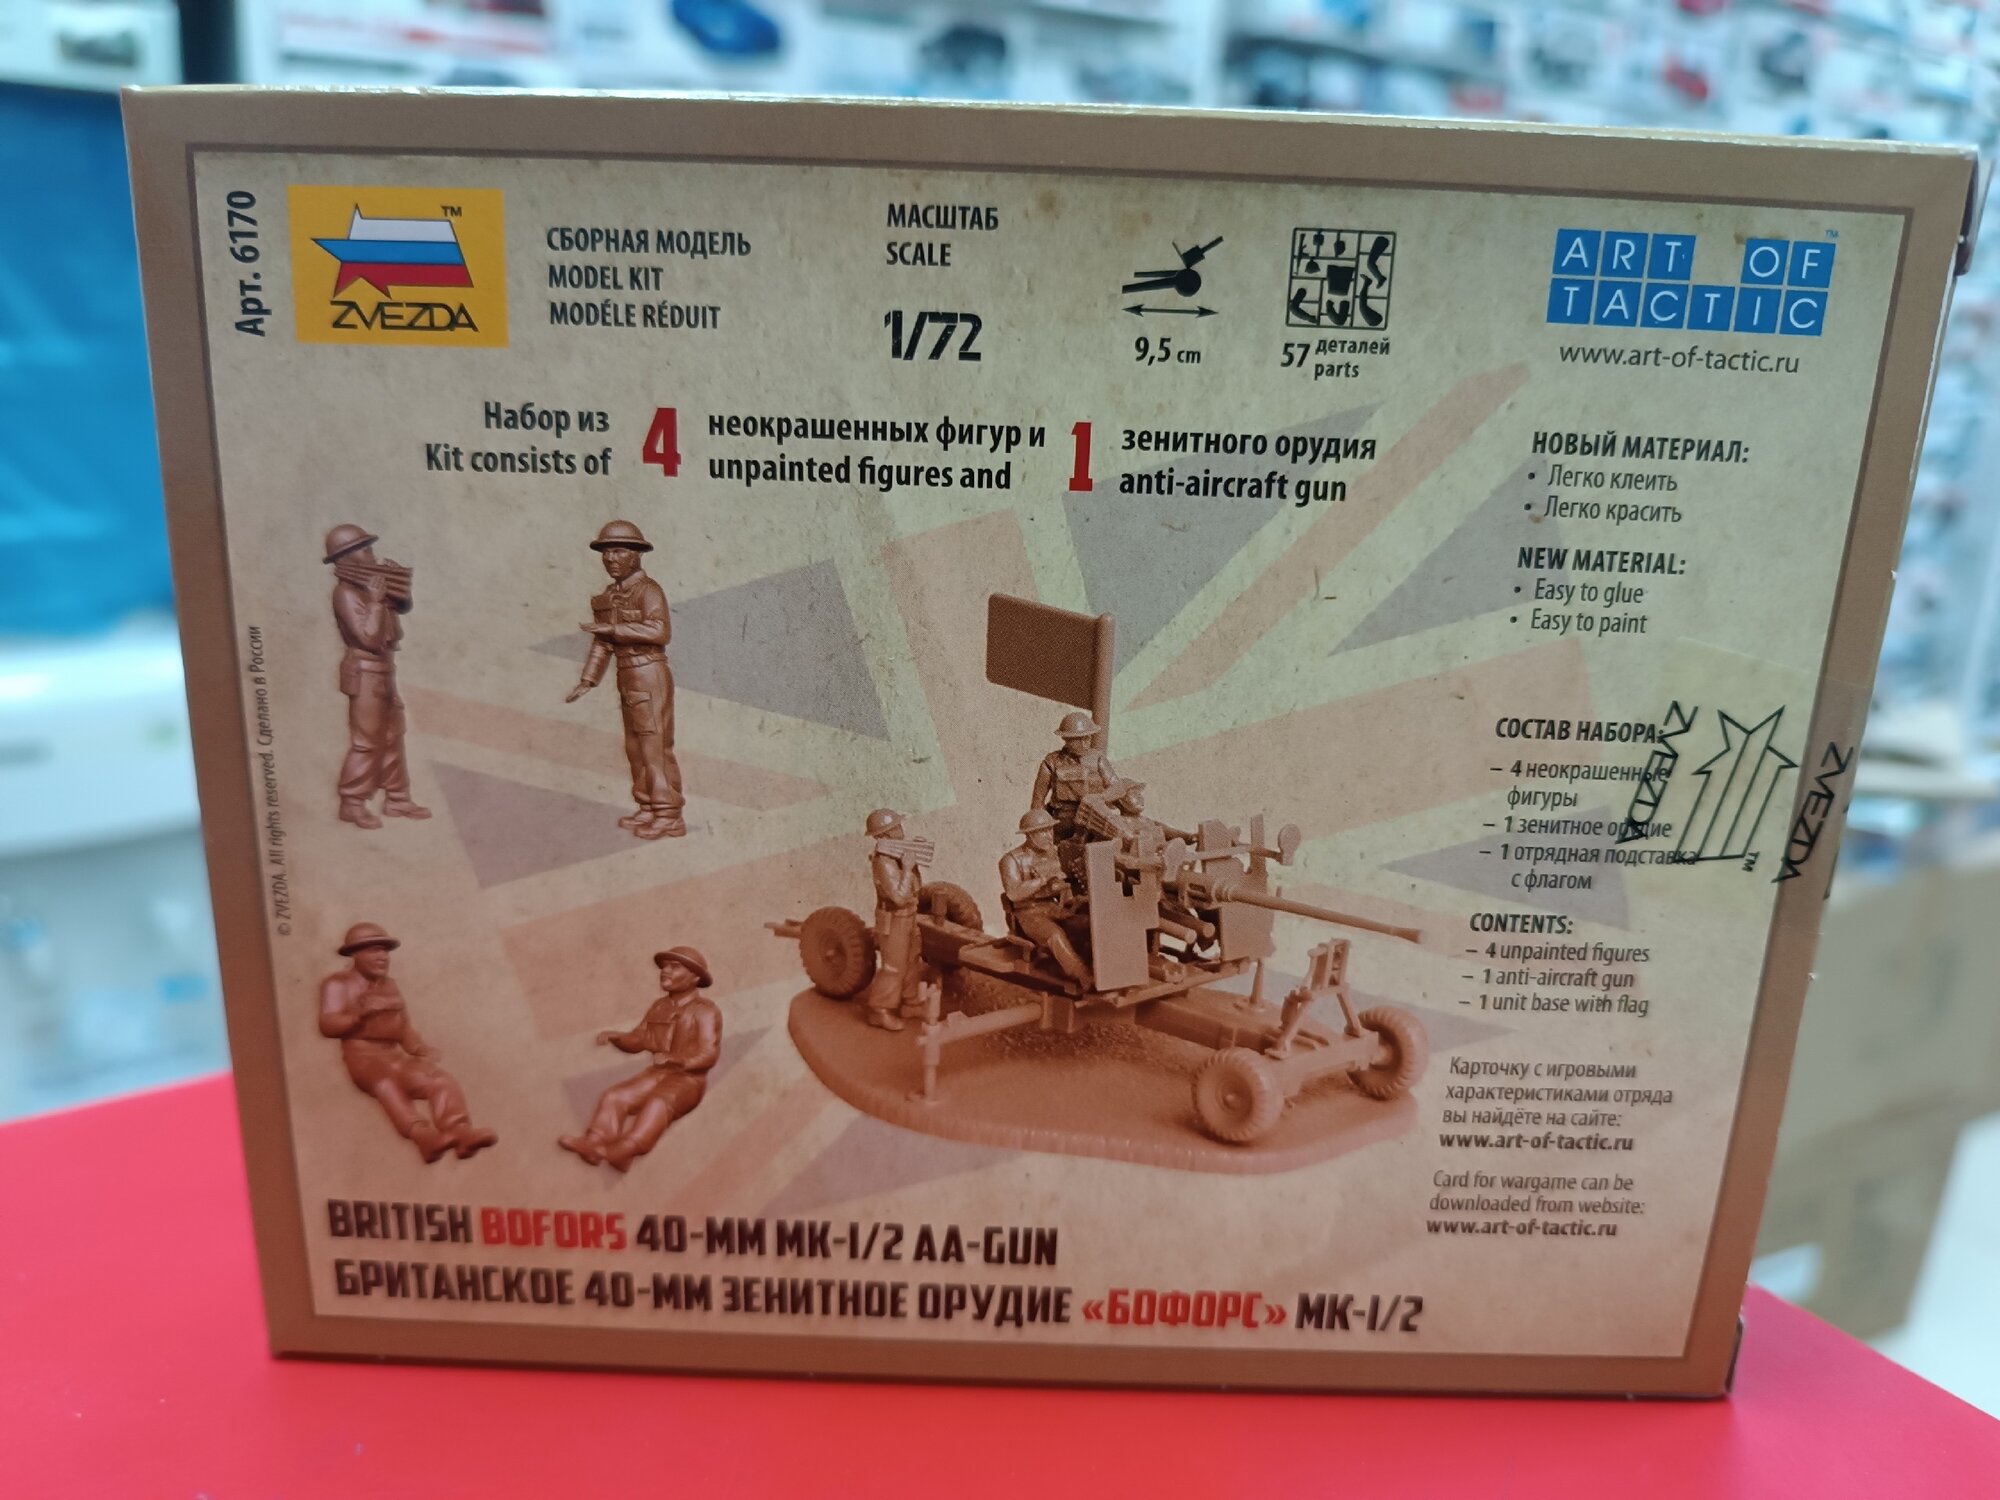 Арт. 6170
ZVEZDA
TM
СБОРНАЯ МОДЕЛЬ
MODEL KIT
MODÉLE RÉDUIT
МАСШТАБ
SCALE
1/72
9,5 cm
57 деталей
parts
ART OF
TACTIC
TM
www.art-of-tactic.ru
Набор из 4 неокрашенных фигур и 1 зенитного орудия
Kit consists of unpainted figures and anti-aircraft gun
НОВЫЙ МАТЕРИАЛ:
• Легко клеить
• Легко красить
NEW MATERIAL:
• Easy to glue
• Easy to paint
© ZVEZDA. All rights reserved. Сделано в России
СОСТАВ НАБОРА:
– 4 неокрашенные
фигуры
– 1 зенитное орудие
– 1 отрядная подставка
с флагом
ZVEZDA
ZVEZDA
TM
CONTENTS:
– 4 unpainted figures
– 1 anti-aircraft gun
– 1 unit base with flag
Карточку с игровыми
характеристиками отряда
вы найдёте на сайте:
www.art-of-tactic.ru
Card for wargame can be
downloaded from website:
www.art-of-tactic.ru
BRITISH BOFORS 40-MM MK-1/2 AA-GUN
БРИТАНСКОЕ 40-ММ ЗЕНИТНОЕ ОРУДИЕ «БОФОРС» МК-1/2